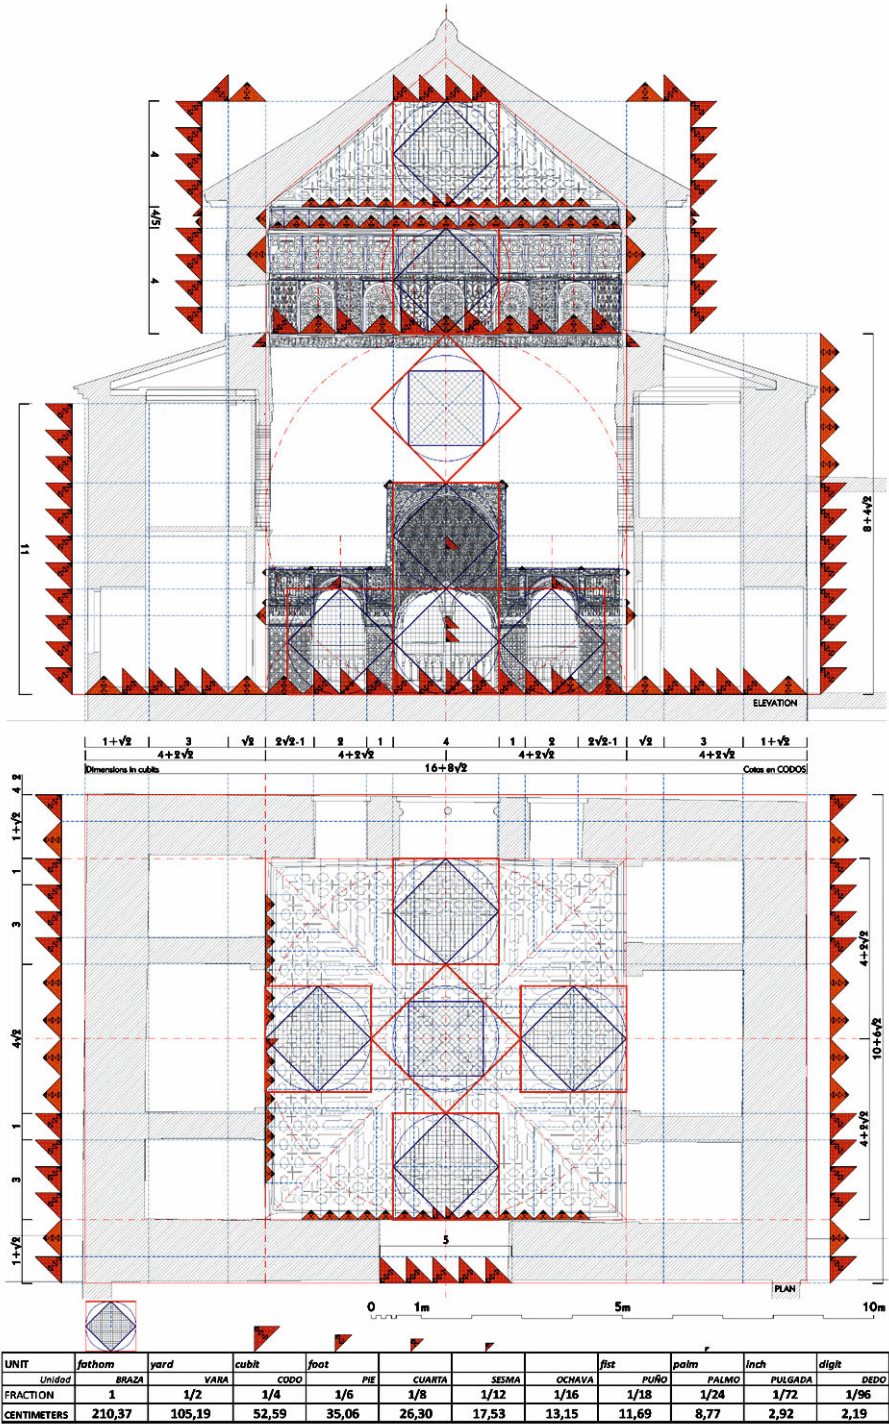 4
4/5
4
11
8+4√2
ELEVATION
1+√2 3 √2 2√2-1 2 1 4 1 2 2√2-1 √2 3 1+√2
4+2√2 4+2√2 4+2√2 4+2√2
Dimensions in cubits 16+8√2 Cotas en CODOS
4 2
1+√2
1
3
4√2
1
3
1+√2
4+2√2
10+6√2
4+2√2
5
PLAN
0 1m 5m 10m
UNIT fathom yard cubit foot fist palm inch digit
Unidad BRAZA VARA CODO PIE CUARTA SESMA OCHAVA PUÑO PALMO PULGADA DEDO
FRACTION 1 1/2 1/4 1/6 1/8 1/12 1/16 1/18 1/24 1/72 1/96
CENTIMETERS 210,37 105,19 52,59 35,06 26,30 17,53 13,15 11,69 8,77 2,92 2,19